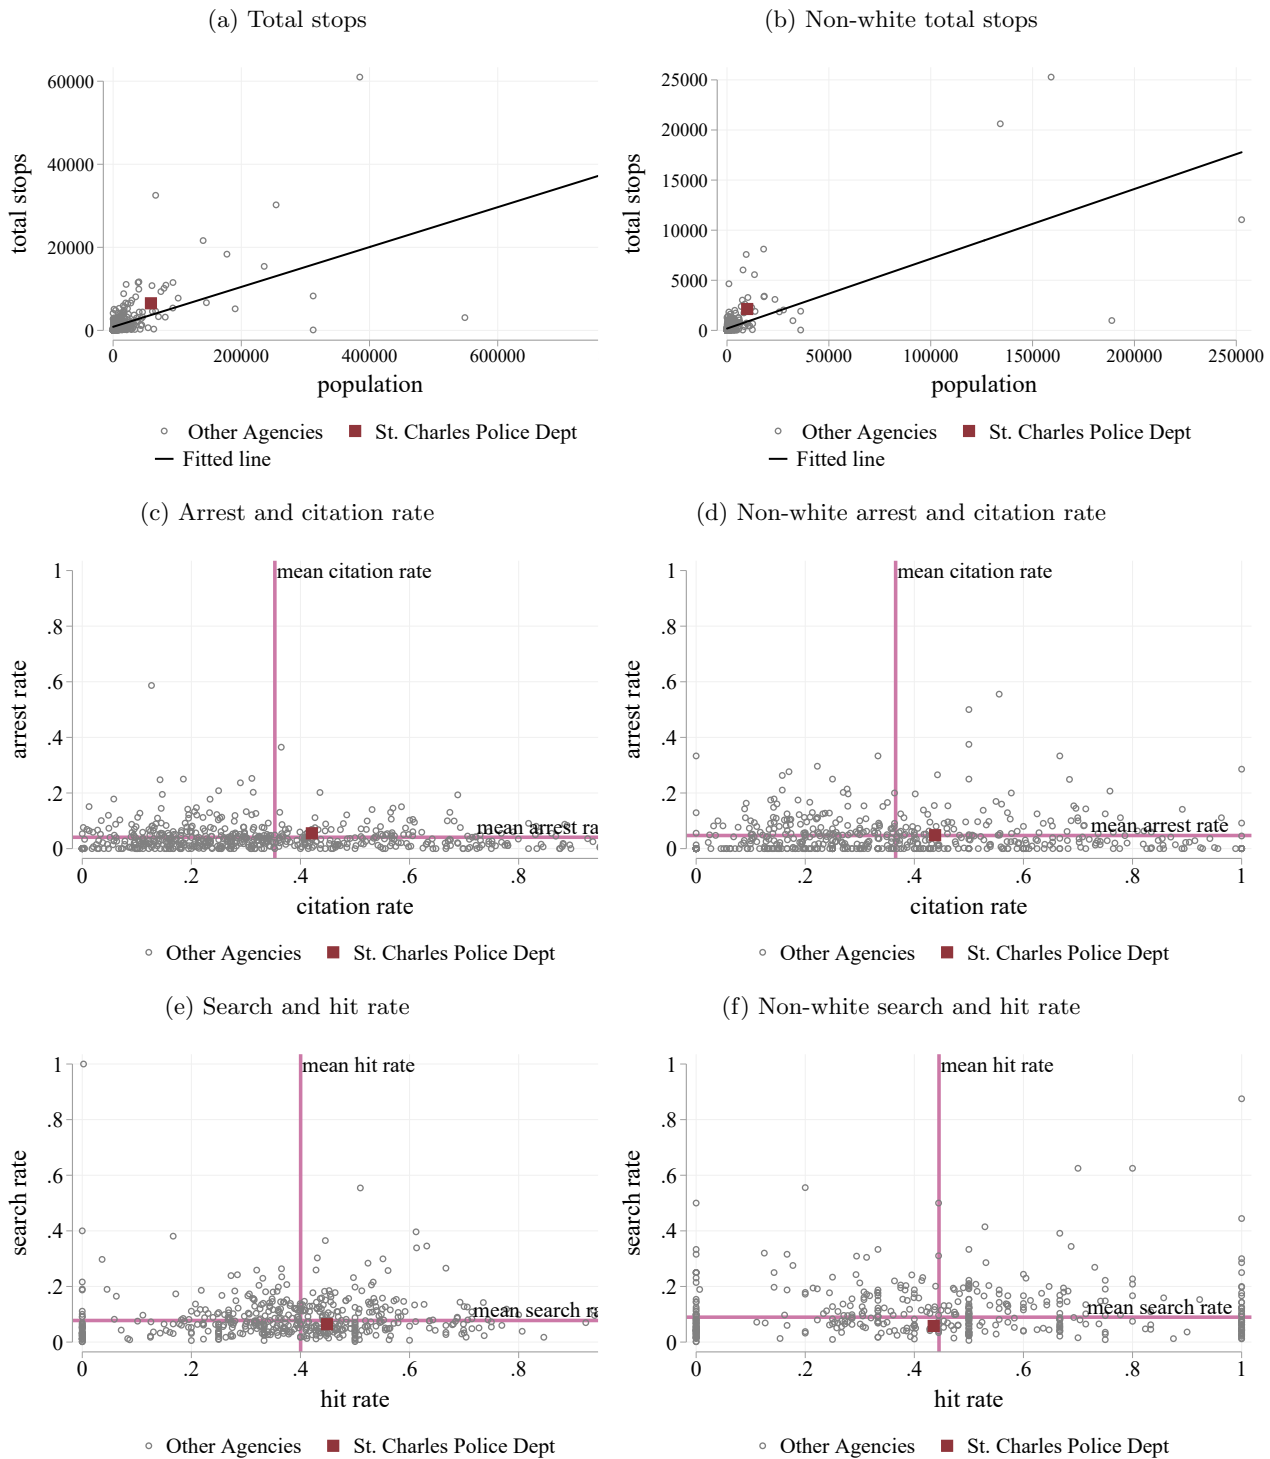 (a) Total stops
60000
40000
20000
0
total stops
0 200000 400000 600000
population
Other Agencies St. Charles Police Dept
Fitted line
(b) Non-white total stops
25000
20000
15000
10000
5000
0
total stops
0 50000 100000 150000 200000 250000
population
Other Agencies St. Charles Police Dept
Fitted line
(c) Arrest and citation rate
1
.8
.6
.4
.2
0
arrest rate
mean citation rate
mean arrest ra
0 .2 .4 .6 .8
citation rate
Other Agencies St. Charles Police Dept
(d) Non-white arrest and citation rate
1
.8
.6
.4
.2
0
arrest rate
mean citation rate
mean arrest rate
0 .2 .4 .6 .8 1
citation rate
Other Agencies St. Charles Police Dept
(e) Search and hit rate
1
.8
.6
.4
.2
0
search rate
mean hit rate
mean search ra
0 .2 .4 .6 .8
hit rate
Other Agencies St. Charles Police Dept
(f) Non-white search and hit rate
1
.8
.6
.4
.2
0
search rate
mean hit rate
mean search rate
0 .2 .4 .6 .8 1
hit rate
Other Agencies St. Charles Police Dept